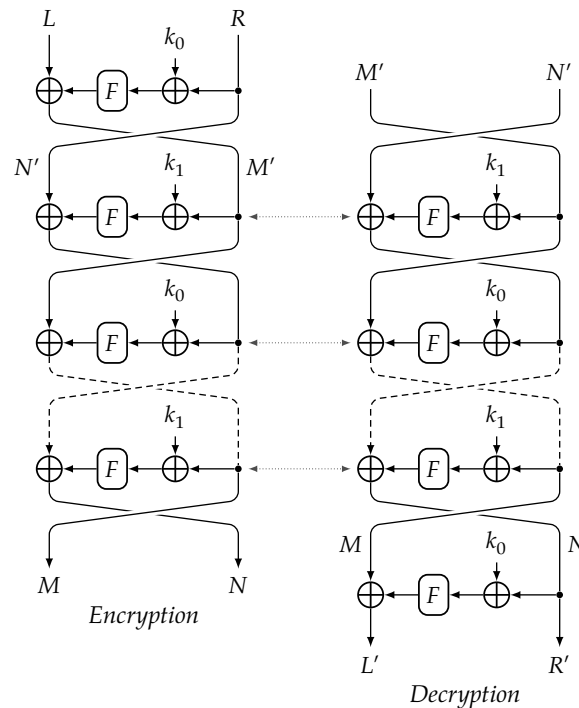 L R
k₀
F
M′ N′
N′ M′
k₁ k₁
F F
k₀ k₀
F F
k₁ k₁
F F
M N k₀
M N
F
Encryption
L′ R′
Decryption